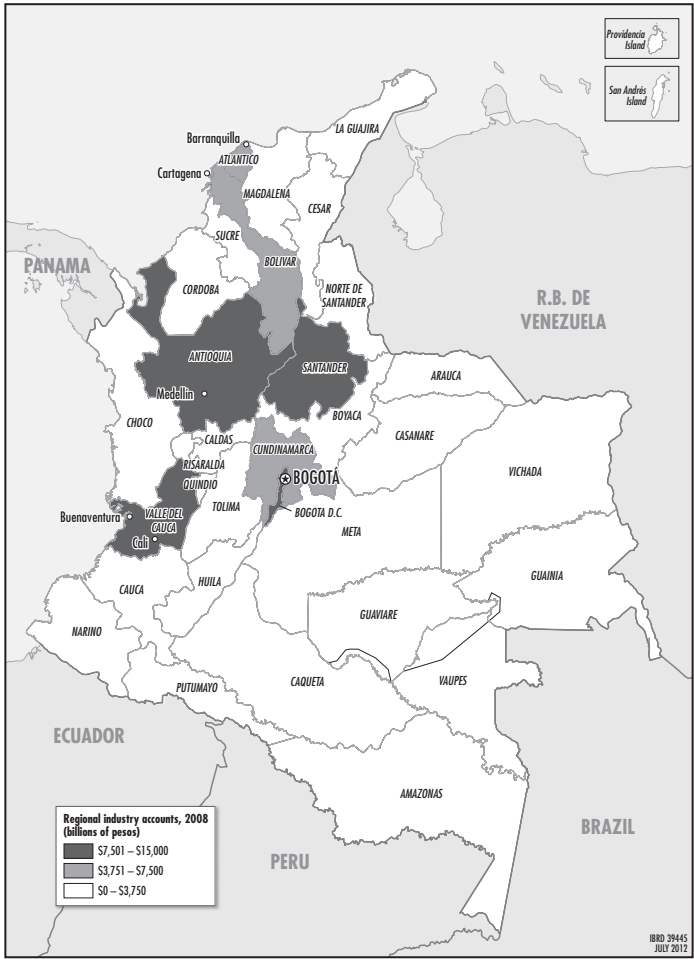 Providencia
Island
San Andrés
Island
LA GUAJIRA
Barranquilla
ATLANTICO
Cartagena
MAGDALENA
CESAR
SUCRE
PANAMA
BOLIVAR
CORDOBA
NORTE DE
SANTANDER
R.B. DE
VENEZUELA
ANTIOQUIA
SANTANDER
ARAUCA
Medellin
BOYACA
CHOCO
CALDAS
CASANARE
CUNDINAMARCA
RISARALDA
VICHADA
BOGOTÁ
QUINDIO
TOLIMA
Buenaventura
VALLE DEL
CAUCA
BOGOTA D.C.
META
Cali
GUAINIA
HUILA
CAUCA
GUAVIARE
NARINO
CAQUETA
VAUPES
PUTUMAYO
ECUADOR
AMAZONAS
Regional industry accounts, 2008
(billions of pesos)
$7,501 – $15,000
$3,751 – $7,500
$0 – $3,750
BRAZIL
PERU
IBRD 39445
JULY 2012